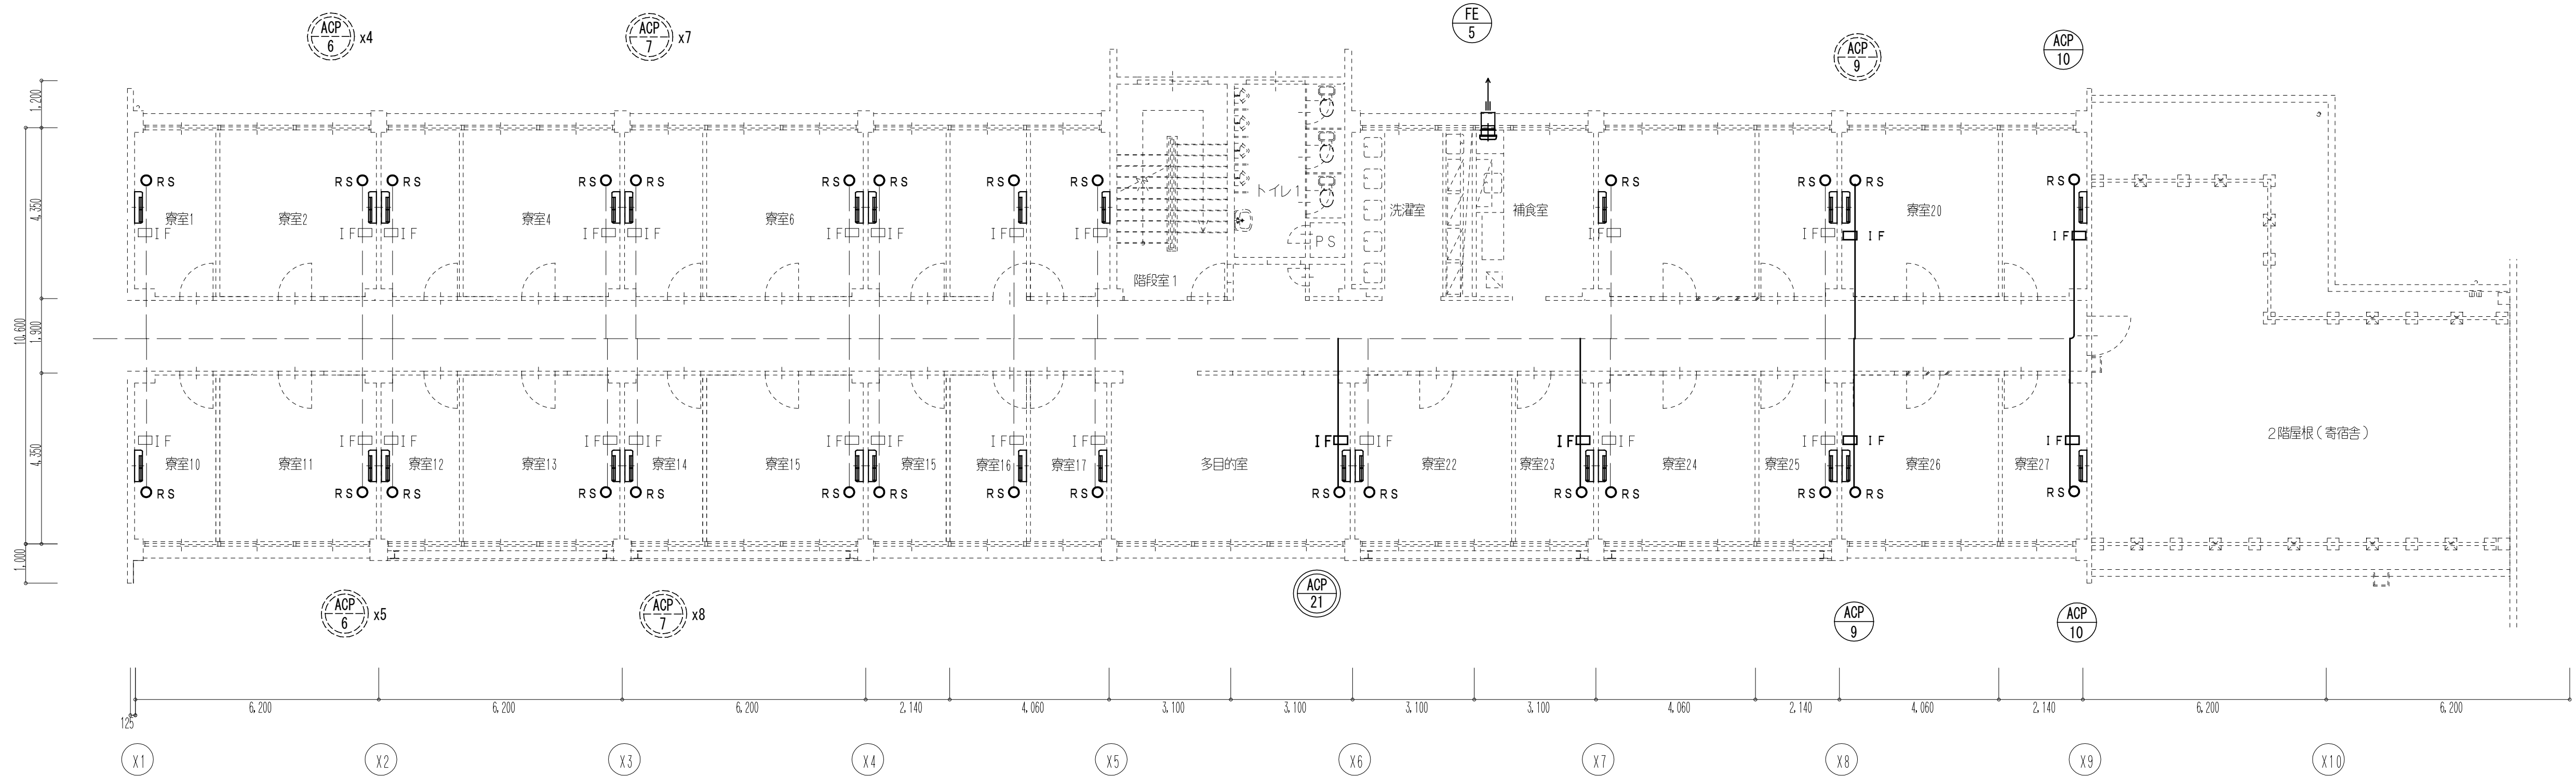 FE
5
ACP
6
x4
ACP
7
x7
ACP
9
ACP
10
1,200
4,350
10,600
1,900
4,350
1,000
RS RS RS RS RS RS RS RS RS RS RS RS RS
寮室1 寮室2 寮室4 寮室6 トイレ1 洗濯室 補食室 寮室20
IF IF IF IF IF IF IF IF IF IF IF IF IF
PS
階段室1
2階屋根(寄宿舎)
IF IF IF IF IF IF IF IF IF IF IF IF IF IF IF IF
寮室10 寮室11 寮室12 寮室13 寮室14 寮室15 寮室15 寮室16 寮室17 多目的室 寮室22 寮室23 寮室24 寮室25 寮室26 寮室27
RS RS RS RS RS RS RS RS RS RS RS RS RS RS RS RS
ACP
6
x5
ACP
7
x8
ACP
21
ACP
9
ACP
10
125 6,200 6,200 6,200 2,140 4,060 3,100 3,100 3,100 3,100 4,060 2,140 4,060 2,140 6,200 6,200
X1 X2 X3 X4 X5 X6 X7 X8 X9 X10